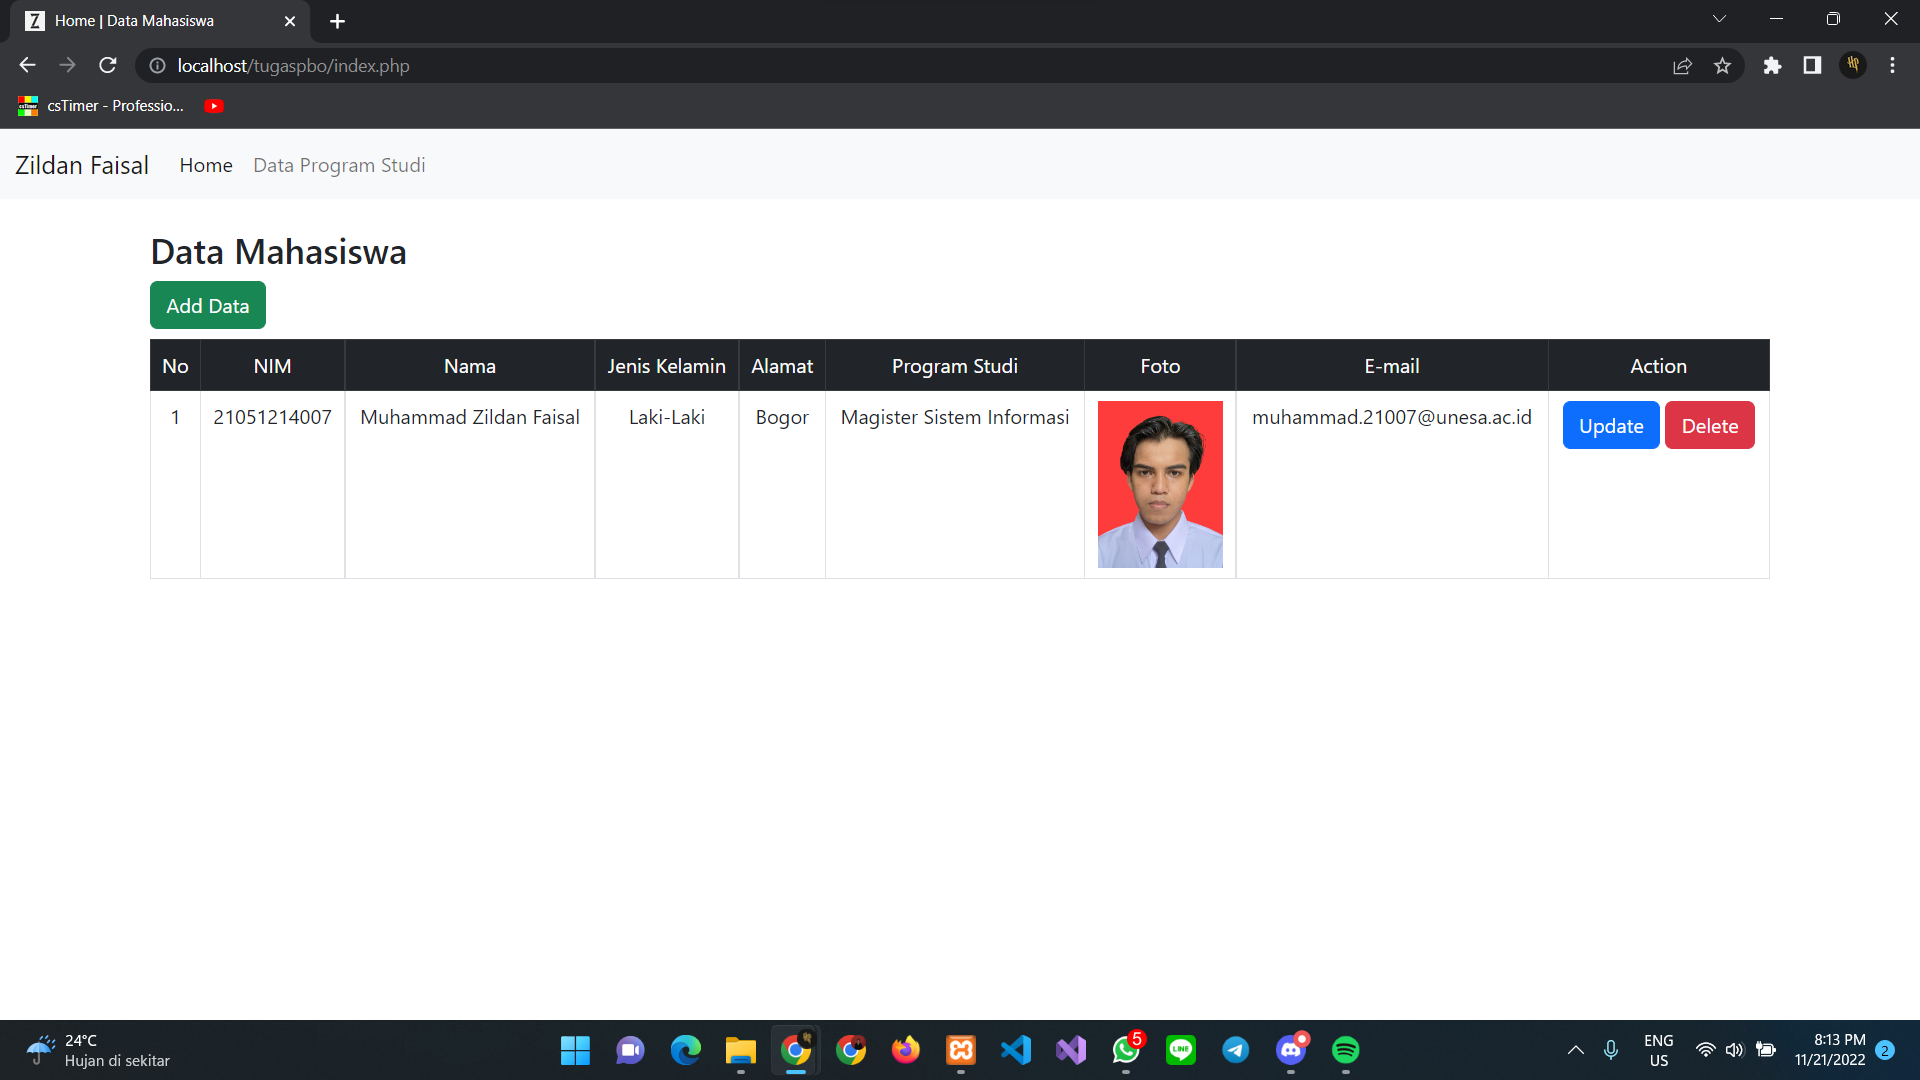 Home | Data Mahasiswa
localhost/tugaspbo/index.php
csTimer - Professio...
Zildan Faisal Home Data Program Studi
Data Mahasiswa
Add Data
No NIM Nama Jenis Kelamin Alamat Program Studi Foto E-mail Action
1 21051214007 Muhammad Zildan Faisal Laki-Laki Bogor Magister Sistem Informasi muhammad.21007@unesa.ac.id Update Delete
24°C
Hujan di sekitar
5
LINE
ENG
US
8:13 PM
11/21/2022
2